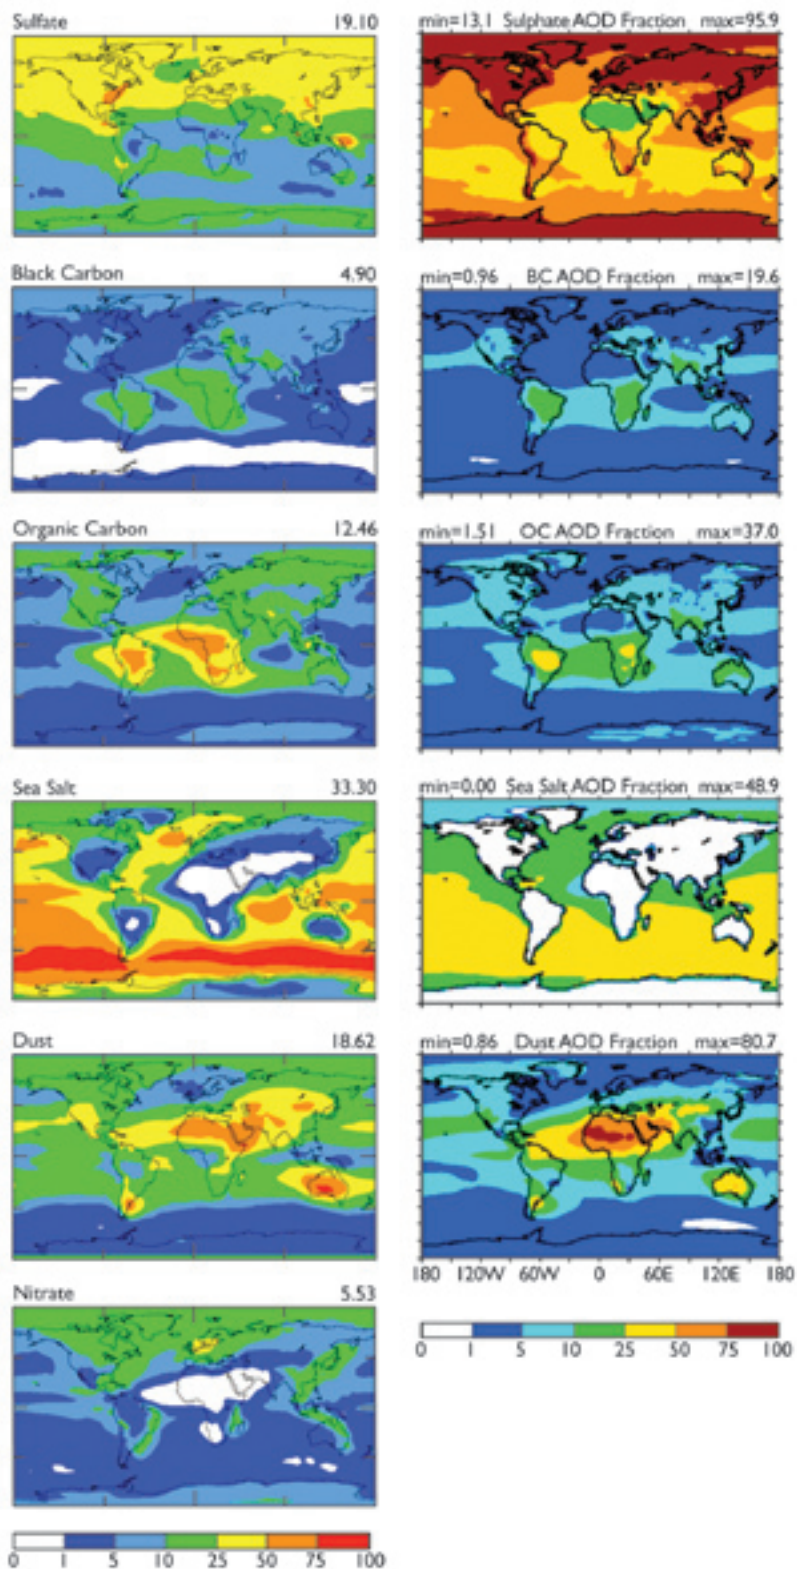 Sulfate 19.10
min=13.1 Sulphate AOD Fraction max=95.9
Black Carbon 4.90
min=0.96 BC AOD Fraction max=19.6
Organic Carbon 12.46
min=1.51 OC AOD Fraction max=37.0
Sea Salt 33.30
min=0.00 Sea Salt AOD Fraction max=48.9
Dust 18.62
min=0.86 Dust AOD Fraction max=80.7
180 120W 60W 0 60E 120E 180
Nitrate 5.53
0 1 5 10 25 50 75 100
0 1 5 10 25 50 75 100